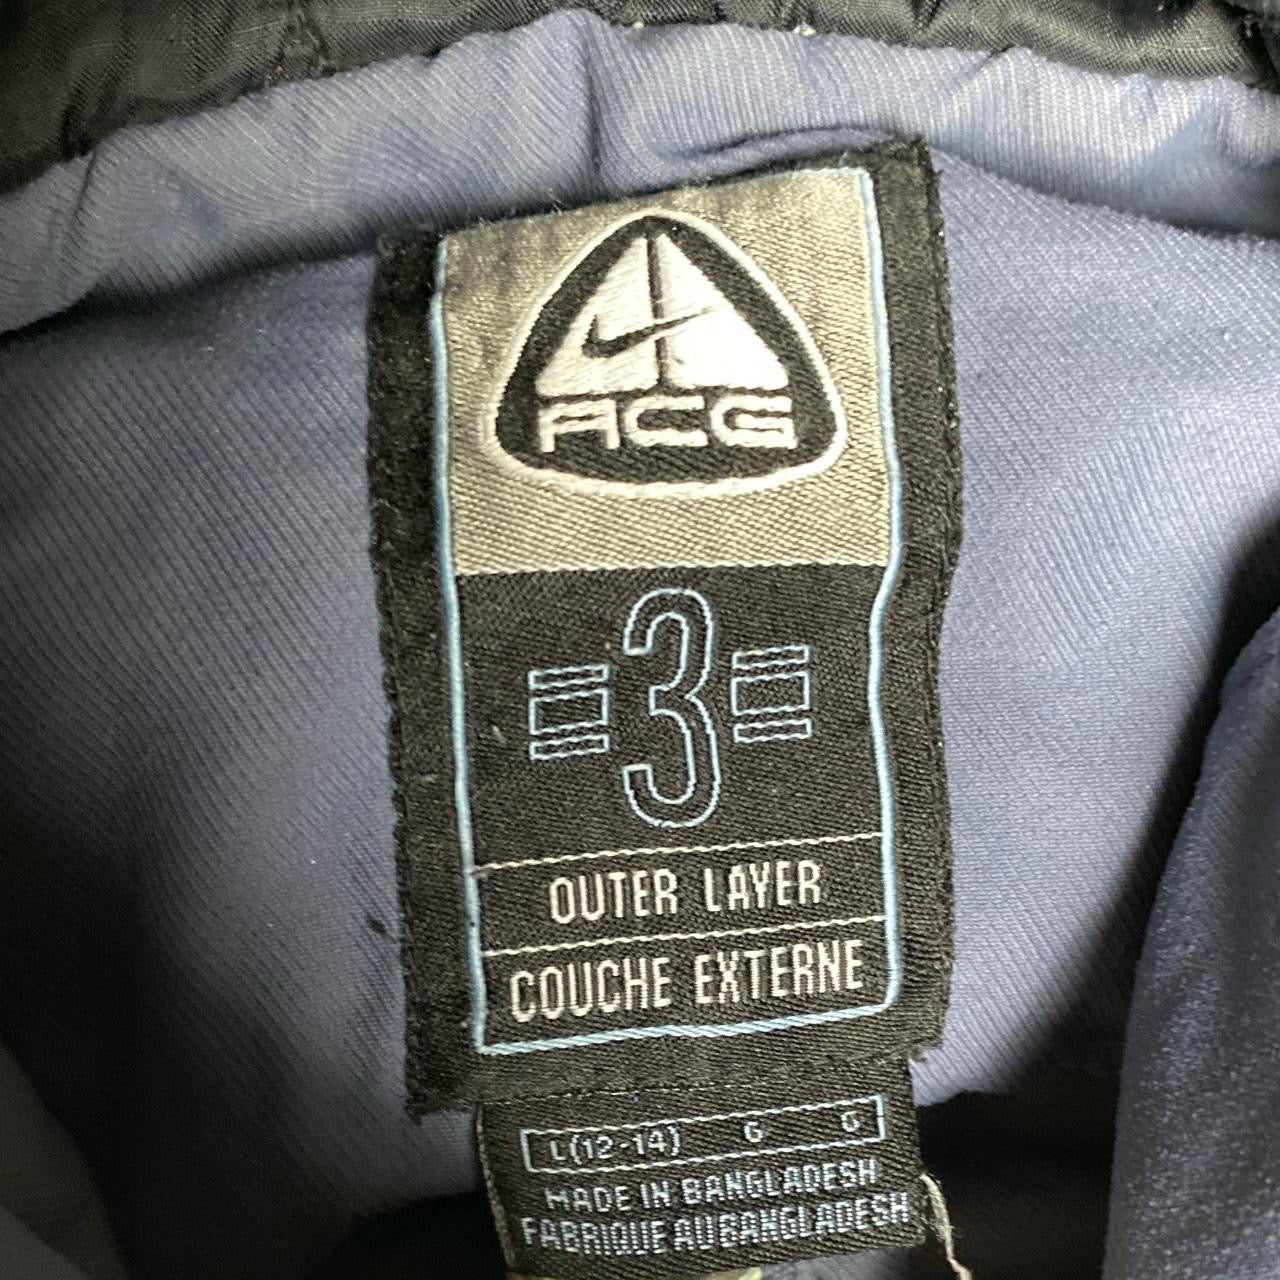 ACG
3
OUTER LAYER
COUCHE EXTERNE
L(12-14) G G
MADE IN BANGLADESH
FABRIQUE AU BANGLADESH